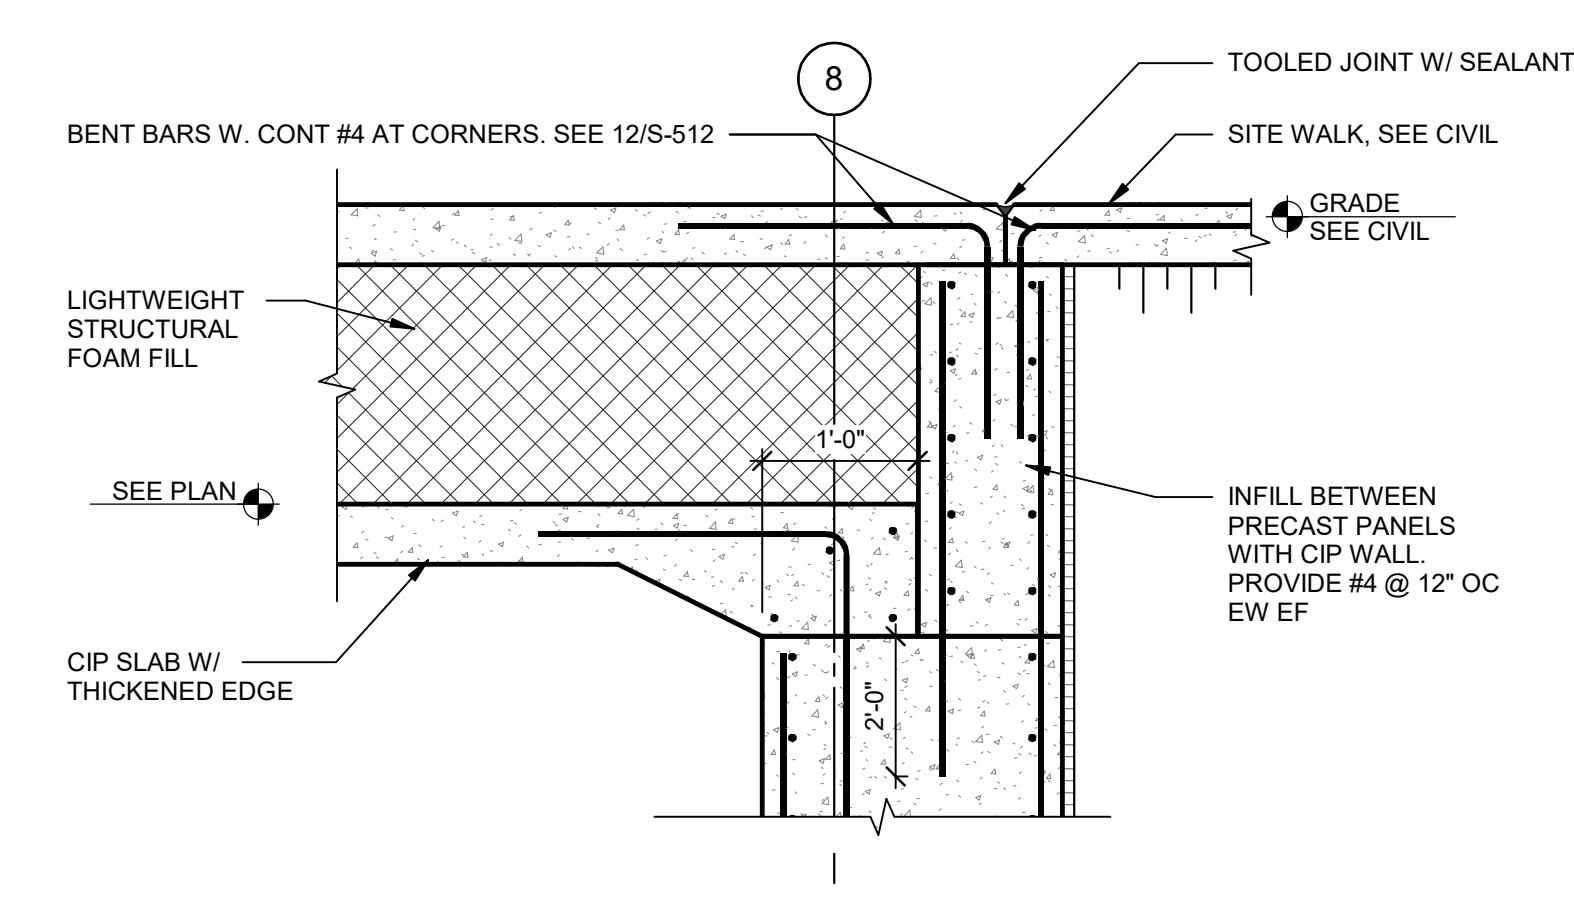 8
TOOLED JOINT W/ SEALANT
BENT BARS W. CONT #4 AT CORNERS. SEE 12/S-512
SITE WALK, SEE CIVIL
GRADE
SEE CIVIL
LIGHTWEIGHT
STRUCTURAL
FOAM FILL
1'-0"
SEE PLAN
INFILL BETWEEN
PRECAST PANELS
WITH CIP WALL.
PROVIDE #4 @ 12" OC
EW EF
CIP SLAB W/
THICKENED EDGE
2'-0"